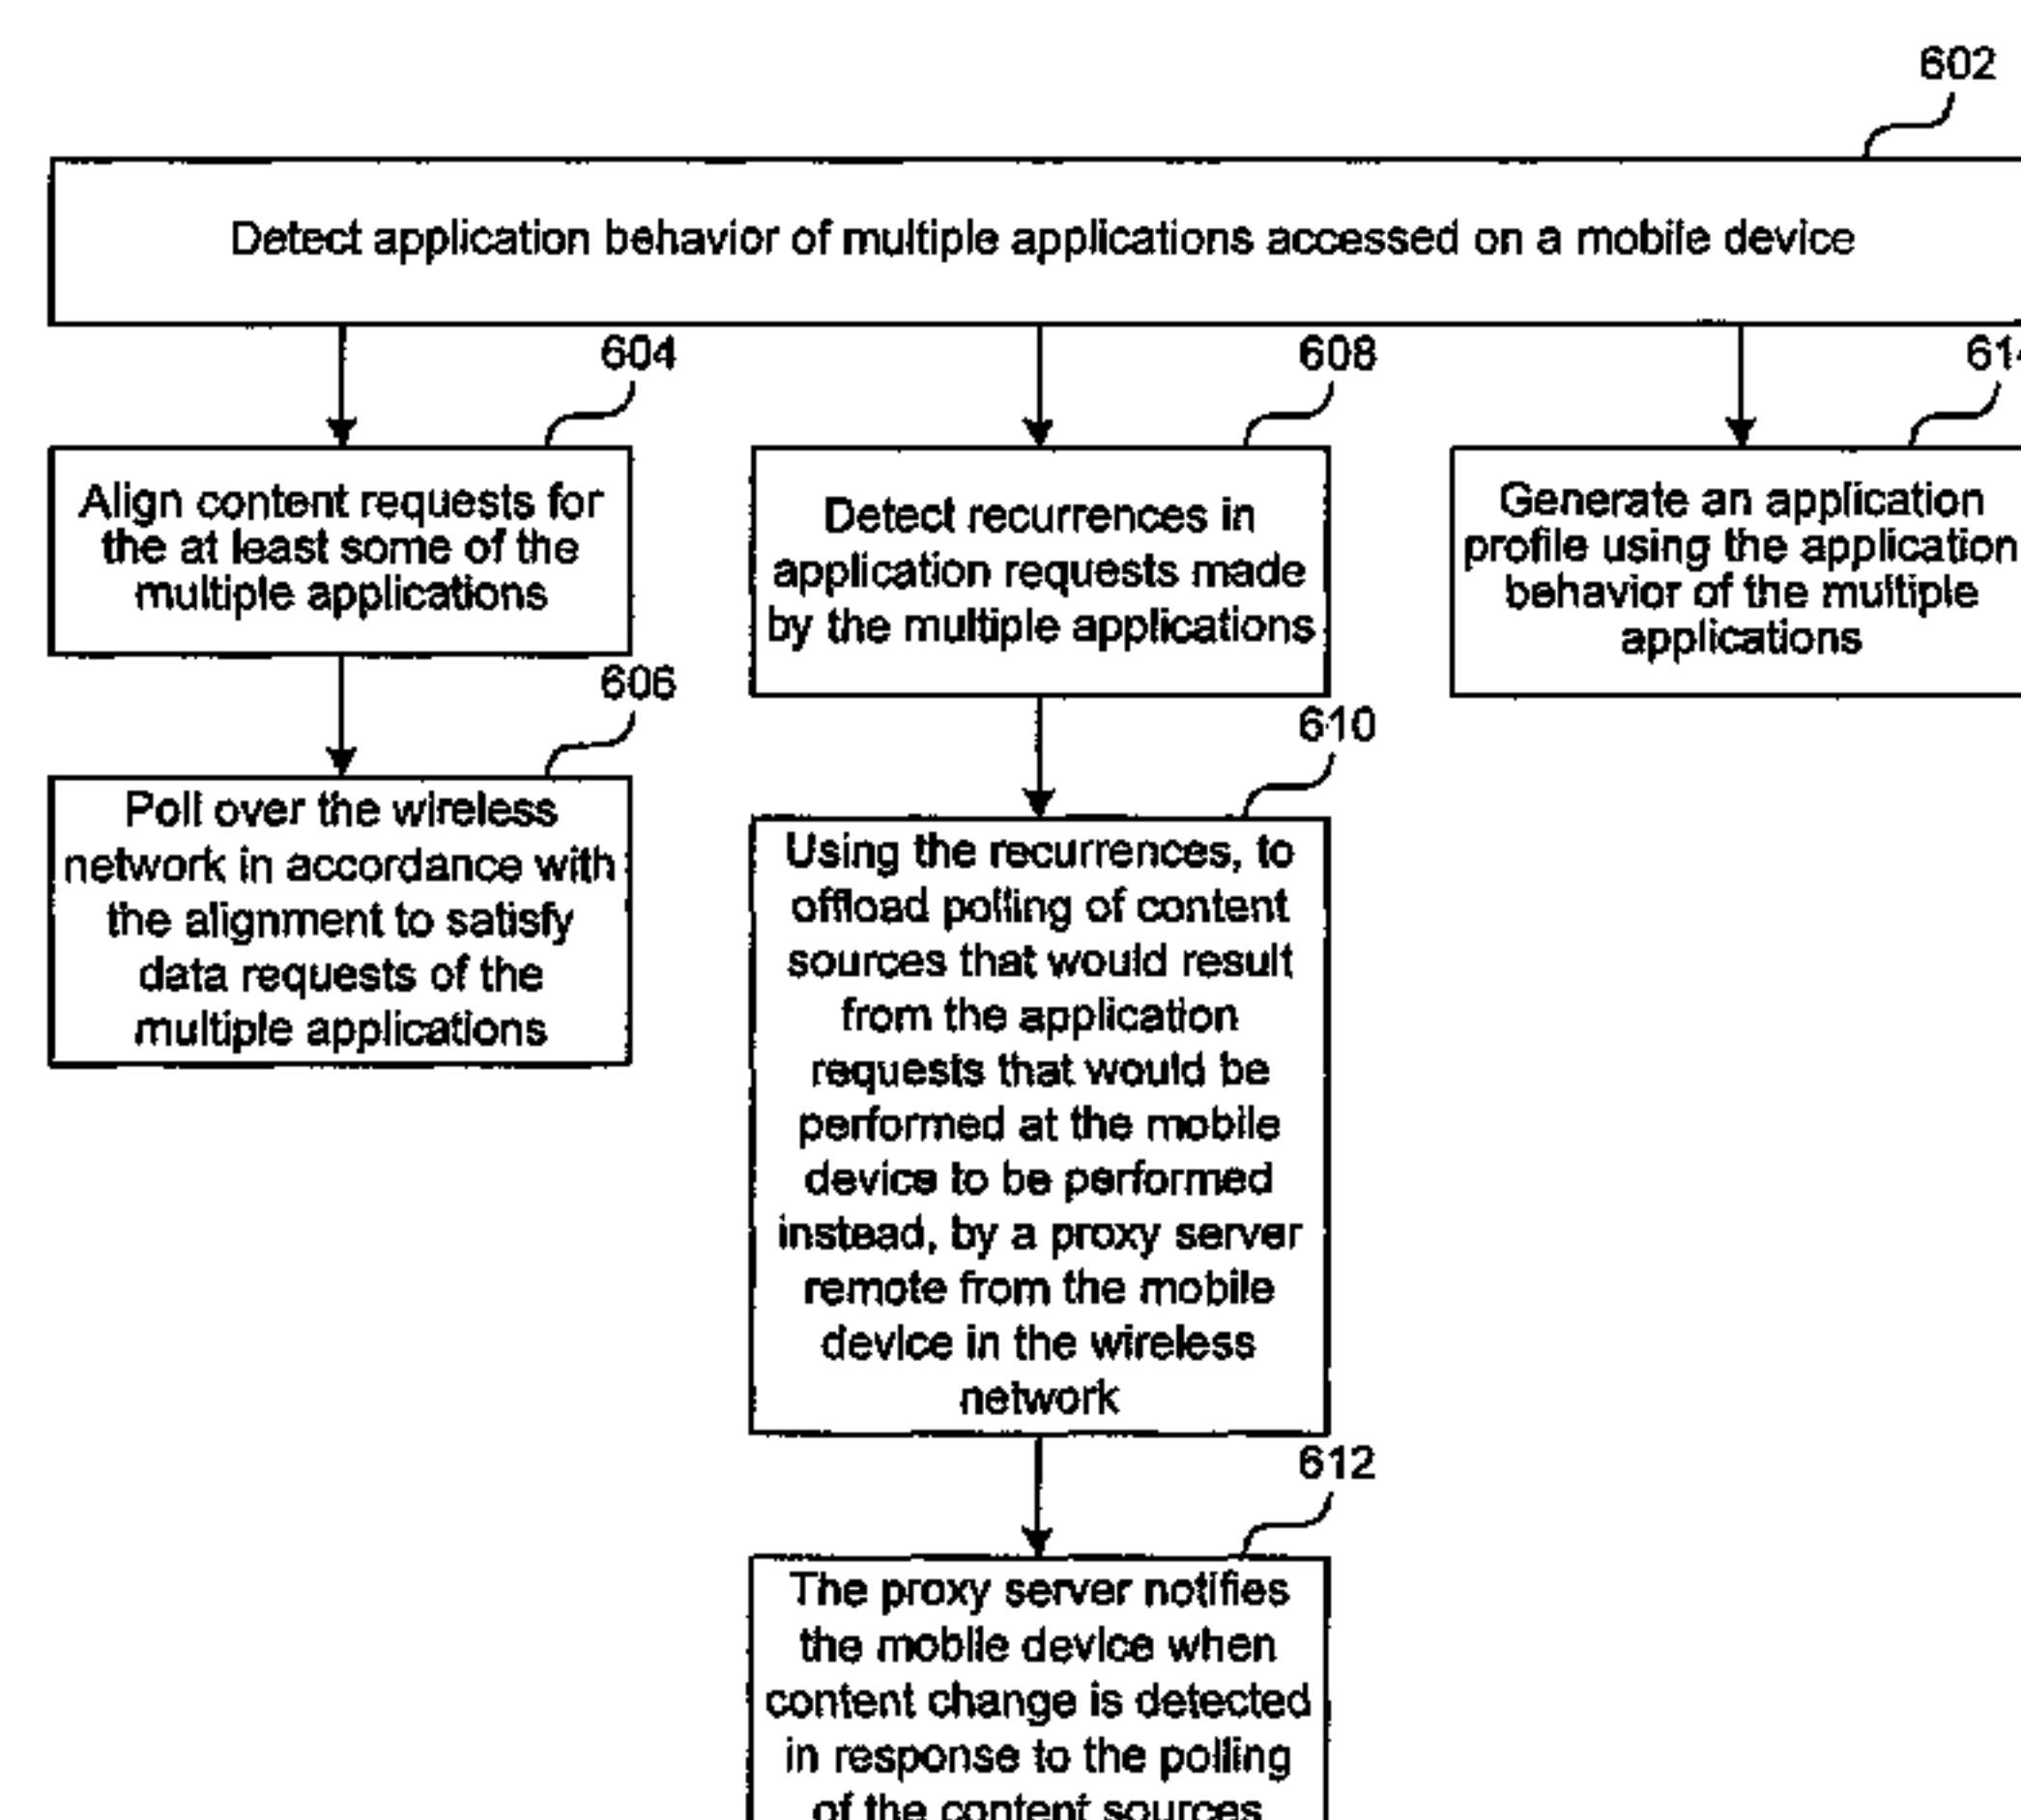 602
Detect application behavior of multiple applications accessed on a mobile device
604
Align content requests for
the at least some of the
multiple applications
606
Poll over the wireless
network in accordance with
the alignment to satisfy
data requests of the
multiple applications
608
Detect recurrences in
application requests made
by the multiple applications
610
Using the recurrences, to
offload polling of content
sources that would result
from the application
requests that would be
performed at the mobile
device to be performed
instead, by a proxy server
remote from the mobile
device in the wireless
network
612
The proxy server notifies
the mobile device when
content change is detected
in response to the polling
of the content sources
614
Generate an application
profile using the application
behavior of the multiple
applications